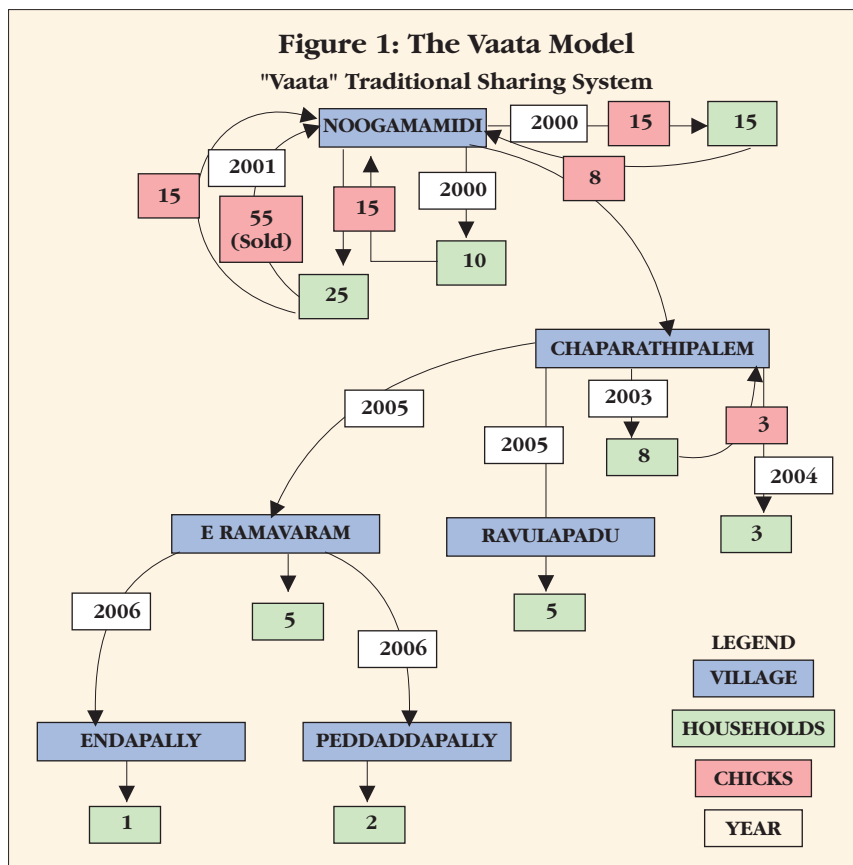 Figure 1: The Vaata Model
"Vaata" Traditional Sharing System
NOOGAMAMIDI
2000
15
15
2001
15
55
(Sold)
15
2000
8
25
10
CHAPARATHIPALEM
2005
2005
2003
3
8
2004
E RAMAVARAM
RAVULAPADU
3
5
5
2006
2006
LEGEND
VILLAGE
HOUSEHOLDS
CHICKS
YEAR
ENDAPALLY
PEDDADDAPALLY
1
2